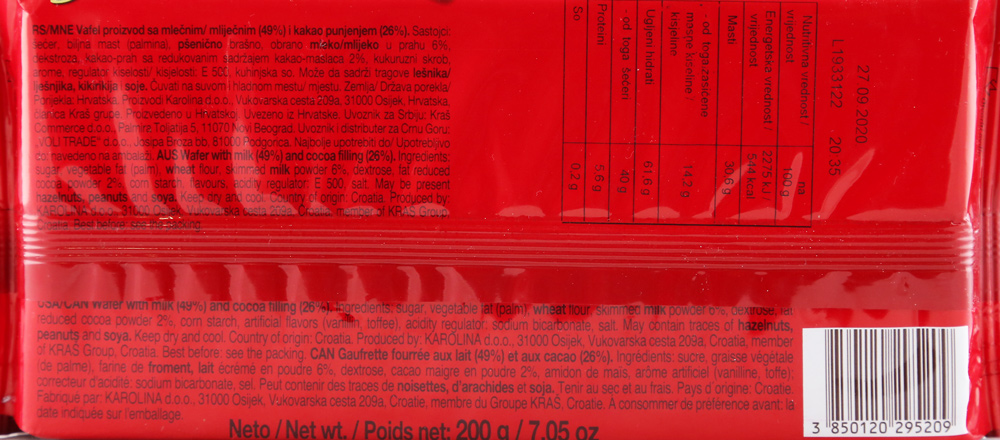 RS/MNE Vafel proizvod sa mlečnim/ mliječnim (49%) i kakao punjenjem (26%). Sastojci:
šećer, biljna mast (palmina), pšenično brašno, obrano mleko/mlijeko u prahu 6%,
dekstroza, kakao-prah sa redukovanim sadržajem kakao-maslaca 2%, kukuruzni skrob,
arome, regulator kiselosti/ kisjelosti: E 500, kuhinjska so. Može da sadrži tragove lešnika/
lješnjika, kikirikija i soje. Čuvati na suvom i hladnom mestu/ mjestu. Zemlja/ Država porekla/
Porijekla: Hrvatska. Proizvodi Karolina d.o.o., Vukovarska cesta 209a, 31000 Osijek, Hrvatska,
članica Kraš grupe. Proizvedeno u Hrvatskoj. Uvezeno iz Hrvatske. Uvoznik za Srbiju: Kraš
Commerce d.o.o., Palmira Toljatija 5, 11070 Novi Beograd. Uvoznik i distributer za Crnu Goru:
„VOLI TRADE" d.o.o., Josipa Broza bb, 81000 Podgorica. Najbolje upotrebiti do/ Upotrebljivo
do: navedeno na ambalaži. AUS Wafer with milk (49%) and cocoa filling (26%). Ingredients:
sugar, vegetable fat (palm), wheat flour, skimmed milk powder 6%, dextrose, fat reduced
cocoa powder 2%, corn starch, flavours, acidity regulator: E 500, salt. May be present
hazelnuts, peanuts and soya. Keep dry and cool. Country of origin: Croatia. Produced by:
KAROLINA d.o.o., 31000 Osijek, Vukovarska cesta 209a, Croatia, member of KRAŠ Group,
Croatia. Best before: see the packing.
Nutritivna vrednost / vrijednost na 100 g
Energetska vrednost / vrijednost 2275 kJ / 544 kcal
Masti 30,6 g
- od toga zasićene masne kiseline / kisjeline 14,2 g
Ugljeni hidrati 61,6 g
- od toga šećeri 40 g
Proteini 5,6 g
So 0,2 g
27 09 2020
L1933122 20 35
USA/CAN Wafer with milk (49%) and cocoa filling (26%). Ingredients: sugar, vegetable fat (palm), wheat flour, skimmed milk powder 6%, dextrose, fat
reduced cocoa powder 2%, corn starch, artificial flavors (vanillin, toffee), acidity regulator: sodium bicarbonate, salt. May contain traces of hazelnuts,
peanuts and soya. Keep dry and cool. Country of origin: Croatia. Produced by: KAROLINA d.o.o., 31000 Osijek, Vukovarska cesta 209a, Croatia, member
of KRAŠ Group, Croatia. Best before: see the packing. CAN Gaufrette fourrée aux lait (49%) et aux cacao (26%). Ingrédients: sucre, graisse végétale
(de palme), farine de froment, lait écrémé en poudre 6%, dextrose, cacao maigre en poudre 2%, amidon de maïs, arôme artificiel (vanilline, toffe);
correcteur d'acidité: sodium bicarbonate, sel. Peut contenir des traces de noisettes, d'arachides et soja. Tenir au sec et au frais. Pays d'origine: Croatie.
Fabriqué par: KAROLINA d.o.o., 31000 Osijek, Vukovarska cesta 209a, Croatie, membre du Groupe KRAŠ, Croatie. A consommer de préférence avant: la
date indiquée sur l'emballage.
Neto / Net wt. / Poids net: 200 g / 7.05 oz
3 850120 295209